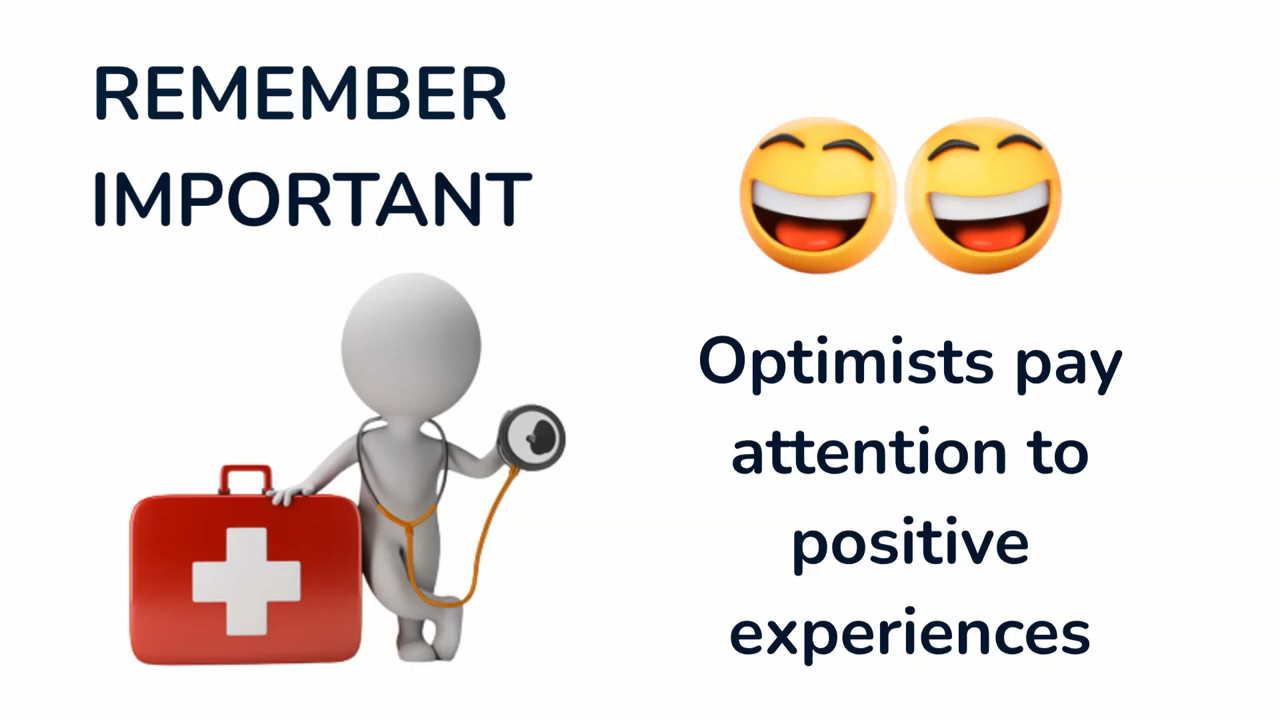 REMEMBER
IMPORTANT
Optimists pay
attention to
positive
experiences